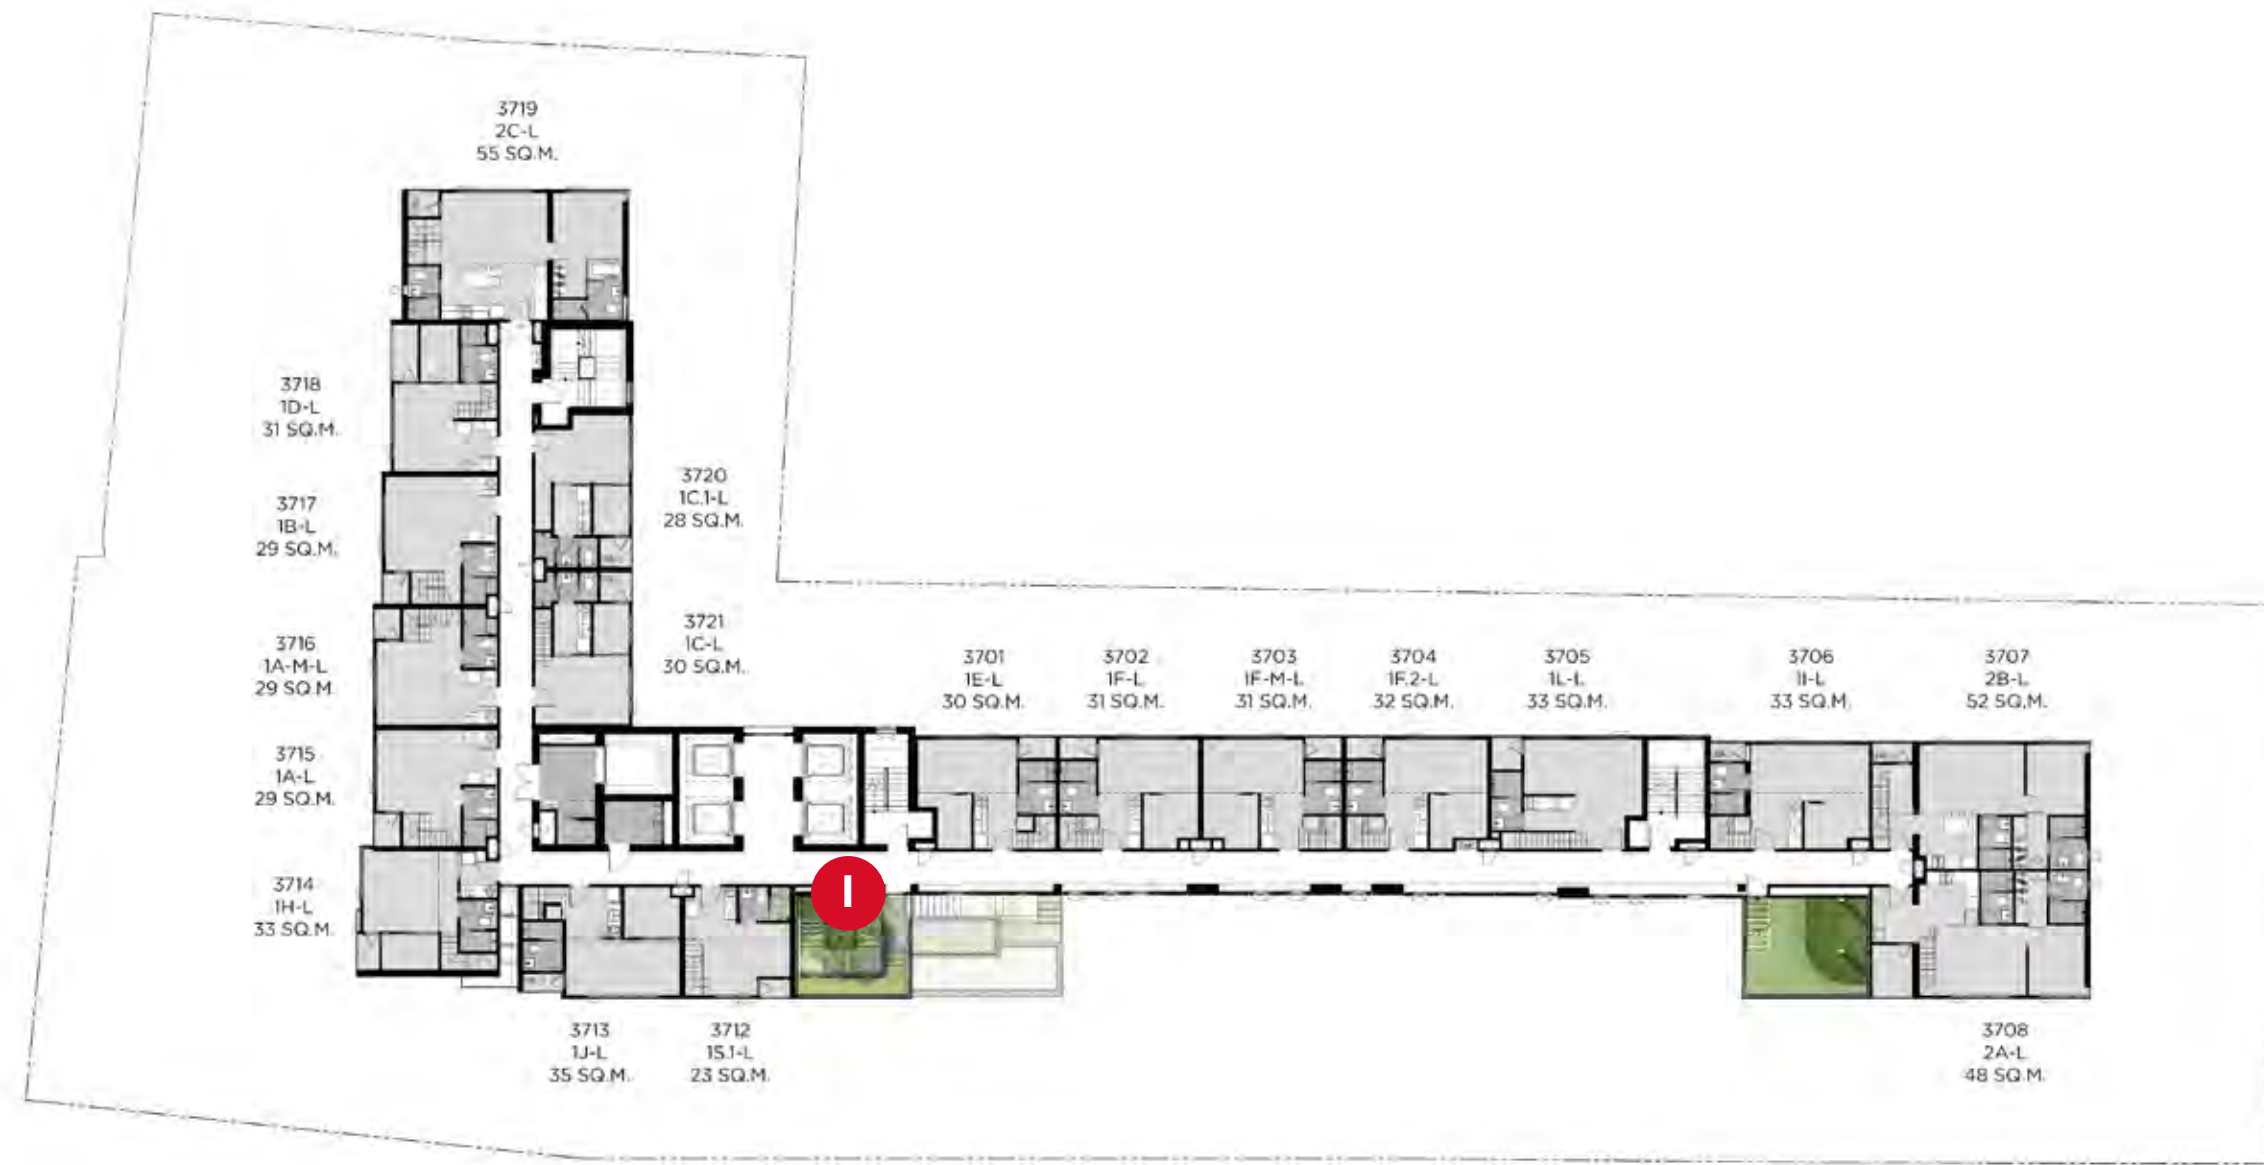 3719
2C-L
55 SQ.M.
3718
1D-L
31 SQ.M.
3717
1B-L
29 SQ.M.
3720
1C.1-L
28 SQ.M.
3716
1A-M-L
29 SQ.M.
3721
1C-L
30 SQ.M.
3715
1A-L
29 SQ.M.
3714
1H-L
33 SQ.M.
3701
1E-L
30 SQ.M.
3702
1F-L
31 SQ.M.
3703
1F-M-L
31 SQ.M.
3704
1F.2-L
32 SQ.M.
3705
1L-L
33 SQ.M.
3706
1I-L
33 SQ.M.
3707
2B-L
52 SQ.M.
I
3713
1J-L
35 SQ.M.
3712
1S.1-L
23 SQ.M.
3708
2A-L
48 SQ.M.